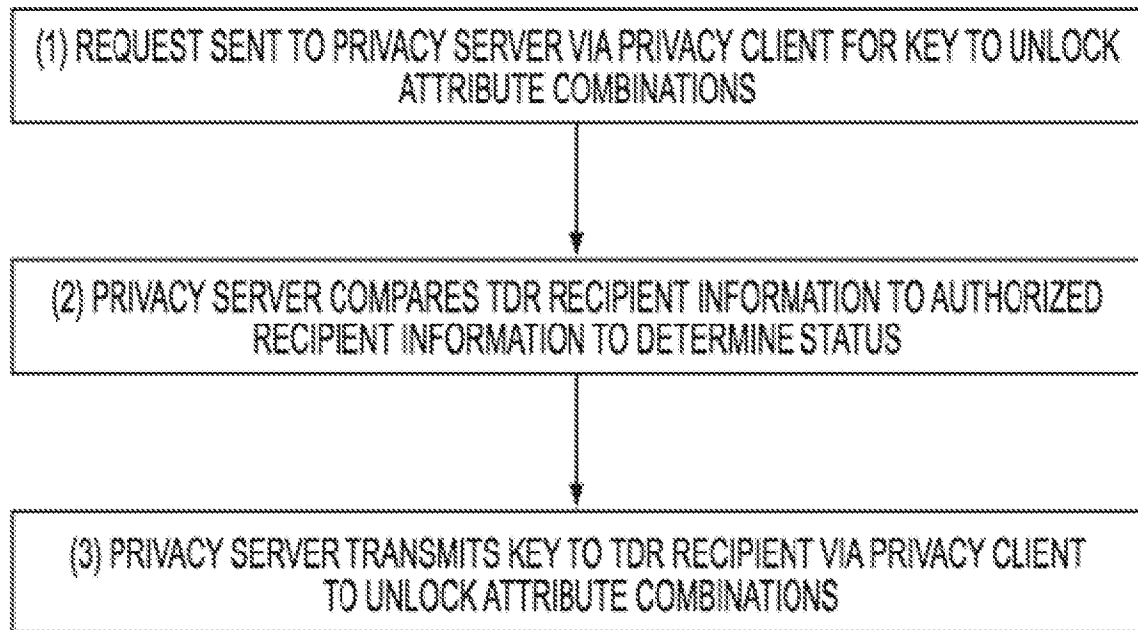 (1) REQUEST SENT TO PRIVACY SERVER VIA PRIVACY CLIENT FOR KEY TO UNLOCK
ATTRIBUTE COMBINATIONS
(2) PRIVACY SERVER COMPARES TDR RECIPIENT INFORMATION TO AUTHORIZED
RECIPIENT INFORMATION TO DETERMINE STATUS
(3) PRIVACY SERVER TRANSMITS KEY TO TDR RECIPIENT VIA PRIVACY CLIENT
TO UNLOCK ATTRIBUTE COMBINATIONS